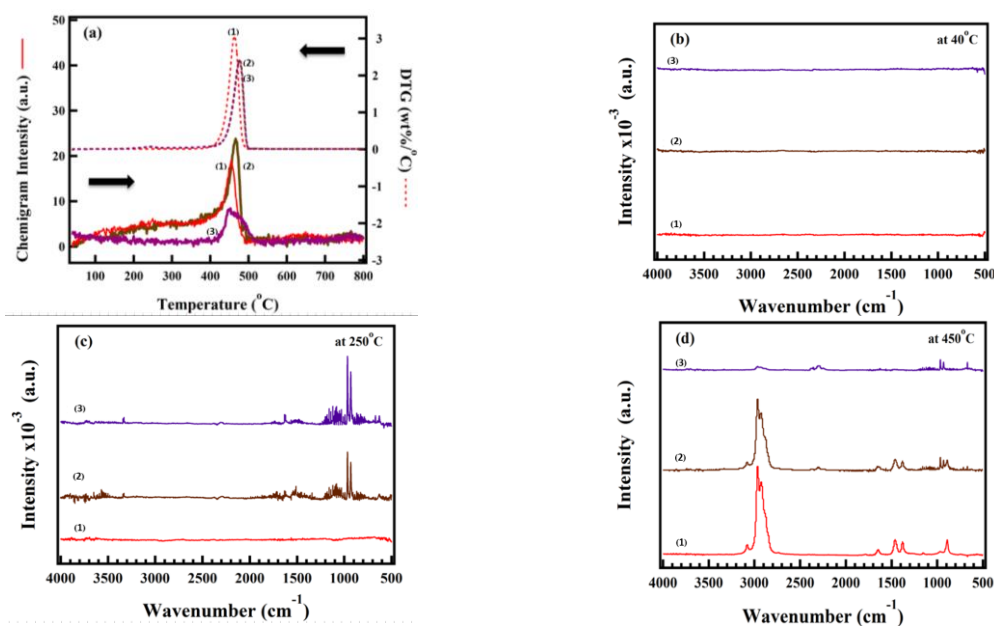 (a)
Chemigram Intensity (a.u.)
50
40
30
20
10
0
(1)
(2)
(3)
(1)
(2)
(3)
3
2
1
0
-1
-2
-3
DTG (wt%/°C)
100 200 300 400 500 600 700 800
Temperature (°C)
(b)
at 40°C
Intensity x10⁻³ (a.u.)
(3)
(2)
(1)
4000 3500 3000 2500 2000 1500 1000 500
Wavenumber (cm⁻¹)
(c)
at 250°C
Intensity x10⁻³ (a.u.)
(3)
(2)
(1)
4000 3500 3000 2500 2000 1500 1000 500
Wavenumber (cm⁻¹)
(d)
at 450°C
Intensity (a.u.)
(3)
(2)
(1)
4000 3500 3000 2500 2000 1500 1000 500
Wavenumber (cm⁻¹)